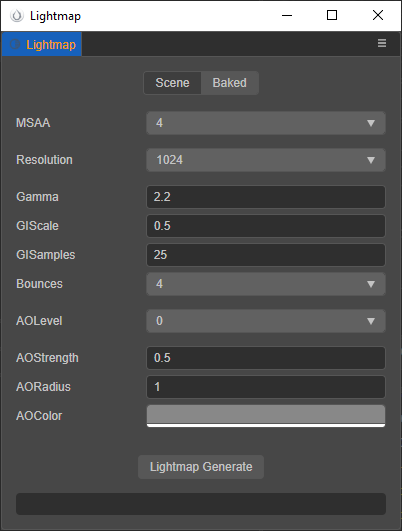 Lightmap
Lightmap
Scene Baked
MSAA 4
Resolution 1024
Gamma 2.2
GIScale 0.5
GISamples 25
Bounces 4
AOLevel 0
AOStrength 0.5
AORadius 1
AOColor
Lightmap Generate